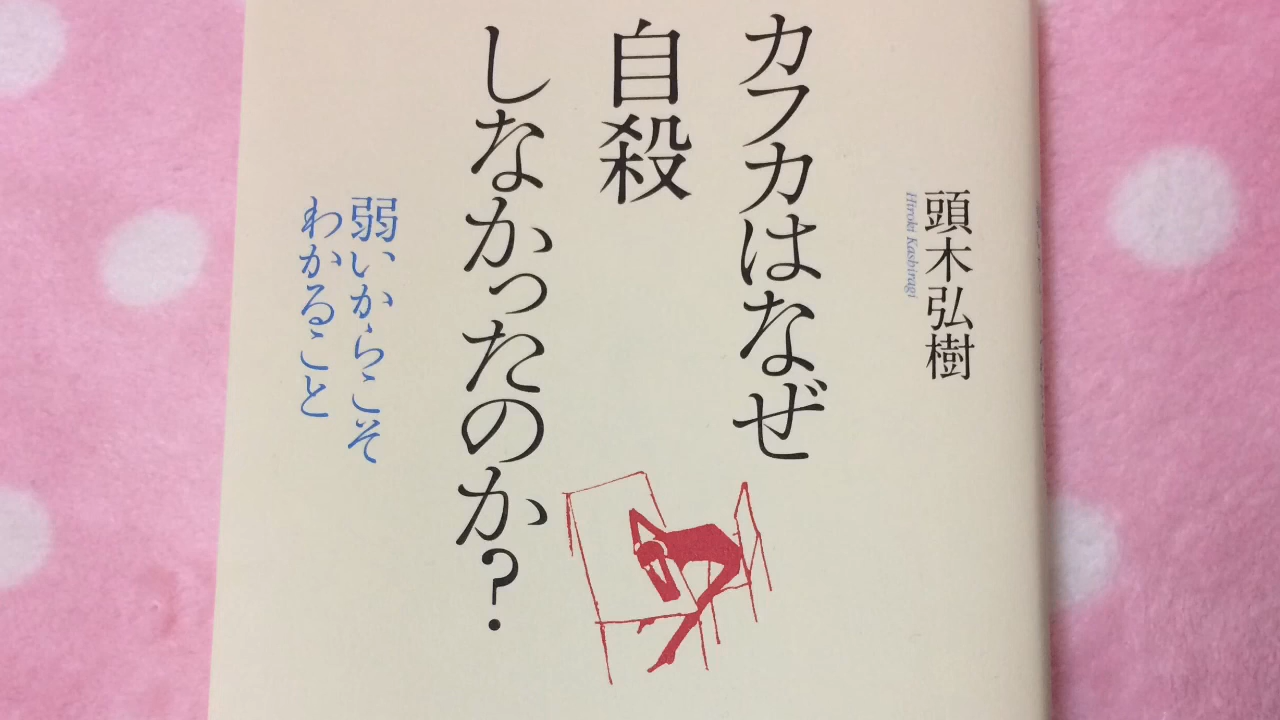 頭木弘樹
Hiroki Kashiragi
カフカはなぜ
自殺
しなかったのか?
弱いからこそ
わかること